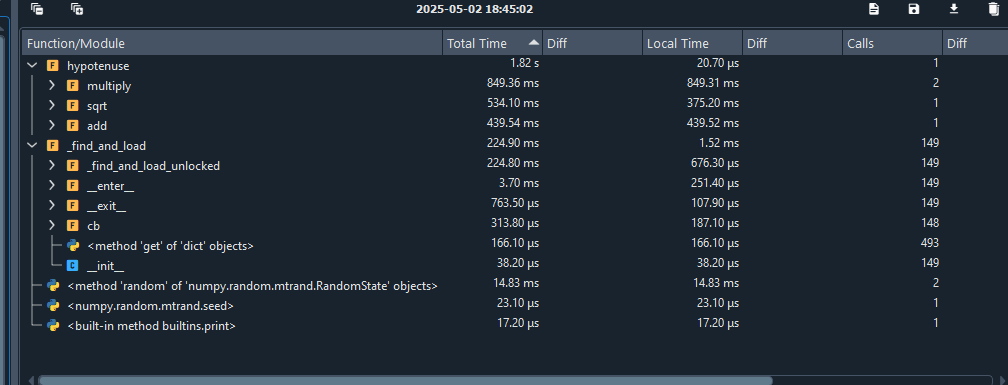 2025-05-02 18:45:02
Function/Module Total Time Diff Local Time Diff Calls Diff
F hypotenuse 1.82 s 20.70 µs 1
F multiply 849.36 ms 849.31 ms 2
F sqrt 534.10 ms 375.20 ms 1
F add 439.54 ms 439.52 ms 1
F _find_and_load 224.90 ms 1.52 ms 149
F _find_and_load_unlocked 224.80 ms 676.30 µs 149
F __enter__ 3.70 ms 251.40 µs 149
F __exit__ 763.50 µs 107.90 µs 149
F cb 313.80 µs 187.10 µs 148
<method 'get' of 'dict' objects> 166.10 µs 166.10 µs 493
C __init__ 38.20 µs 38.20 µs 149
<method 'random' of 'numpy.random.mtrand.RandomState' objects> 14.83 ms 14.83 ms 2
<numpy.random.mtrand.seed> 23.10 µs 23.10 µs 1
<built-in method builtins.print> 17.20 µs 17.20 µs 1